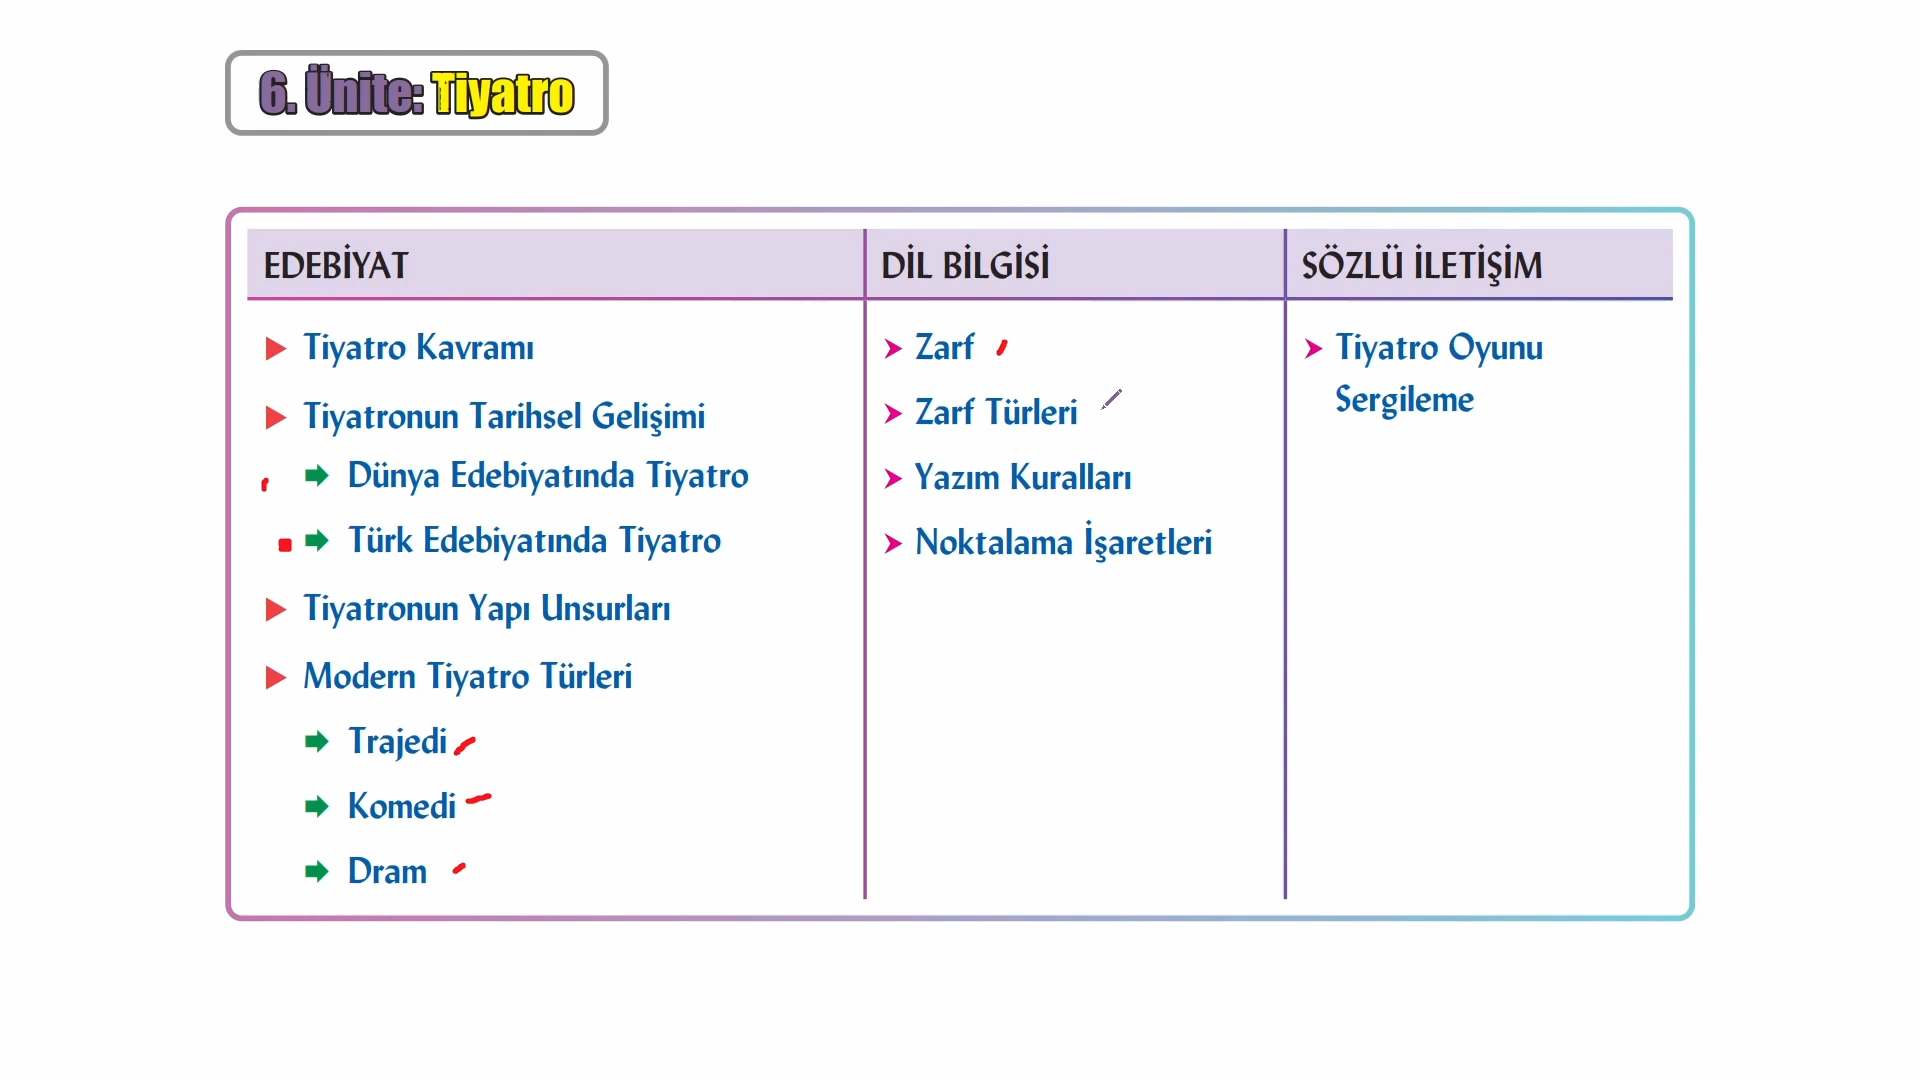 6. Ünite: Tiyatro
EDEBİYAT
Tiyatro Kavramı
Tiyatronun Tarihsel Gelişimi
Dünya Edebiyatında Tiyatro
Türk Edebiyatında Tiyatro
Tiyatronun Yapı Unsurları
Modern Tiyatro Türleri
Trajedi
Komedi
Dram
DİL BİLGİSİ
Zarf
Zarf Türleri
Yazım Kuralları
Noktalama İşaretleri
SÖZLÜ İLETİŞİM
Tiyatro Oyunu
Sergileme